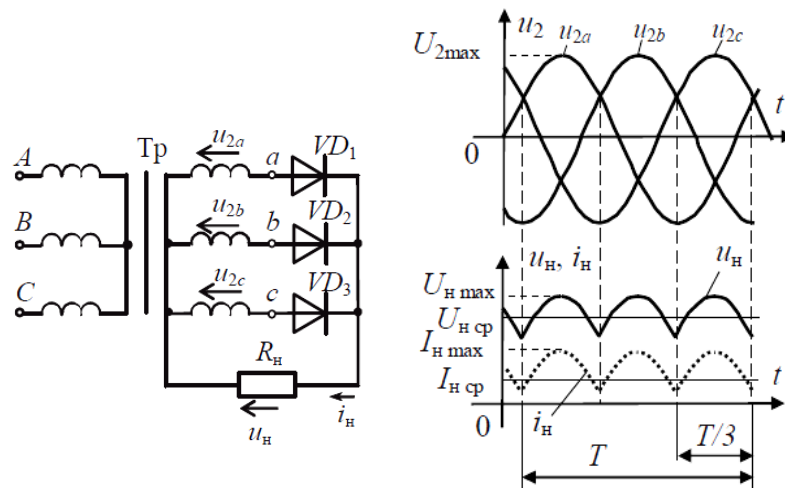 Тр
A
B
C
u2a
a
VD1
u2b
b
VD2
u2c
c
VD3
Rн
uн
iн
u2
U2max
u2a
u2b
u2c
t
0
uн, iн
uн
Uн max
Uн ср
Iн max
Iн ср
iн
t
0
T/3
T